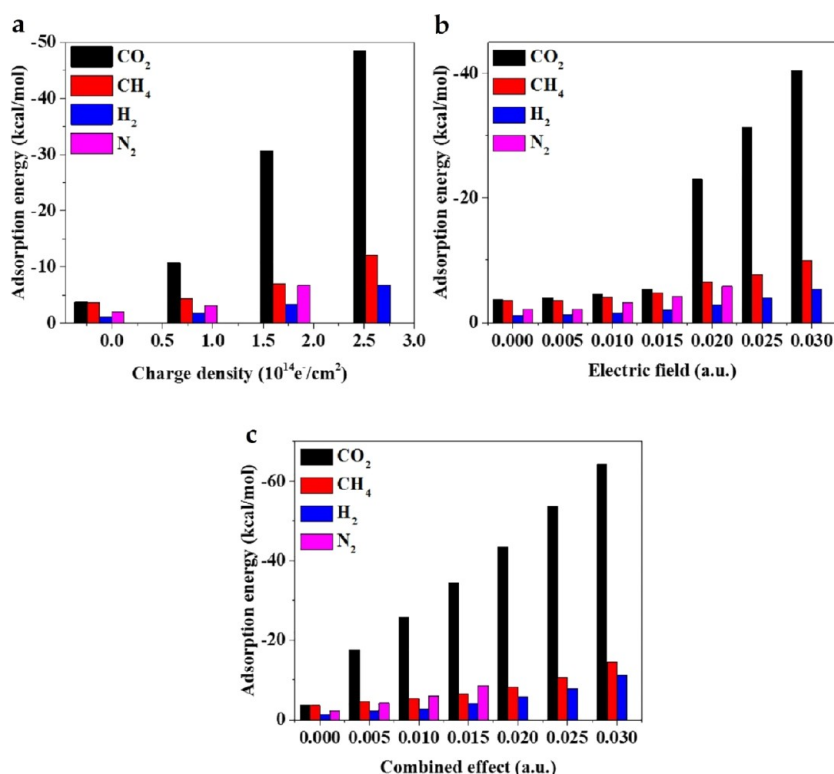 a
Adsorption energy (kcal/mol)
-50
-40
-30
-20
-10
0
CO₂
CH₄
H₂
N₂
0.0 0.5 1.0 1.5 2.0 2.5 3.0
Charge density (10¹⁴e⁻/cm²)
b
Adsorption energy (kcal/mol)
-40
-20
0
CO₂
CH₄
H₂
N₂
0.000 0.005 0.010 0.015 0.020 0.025 0.030
Electric field (a.u.)
c
Adsorption energy (kcal/mol)
-60
-40
-20
0
CO₂
CH₄
H₂
N₂
0.000 0.005 0.010 0.015 0.020 0.025 0.030
Combined effect (a.u.)